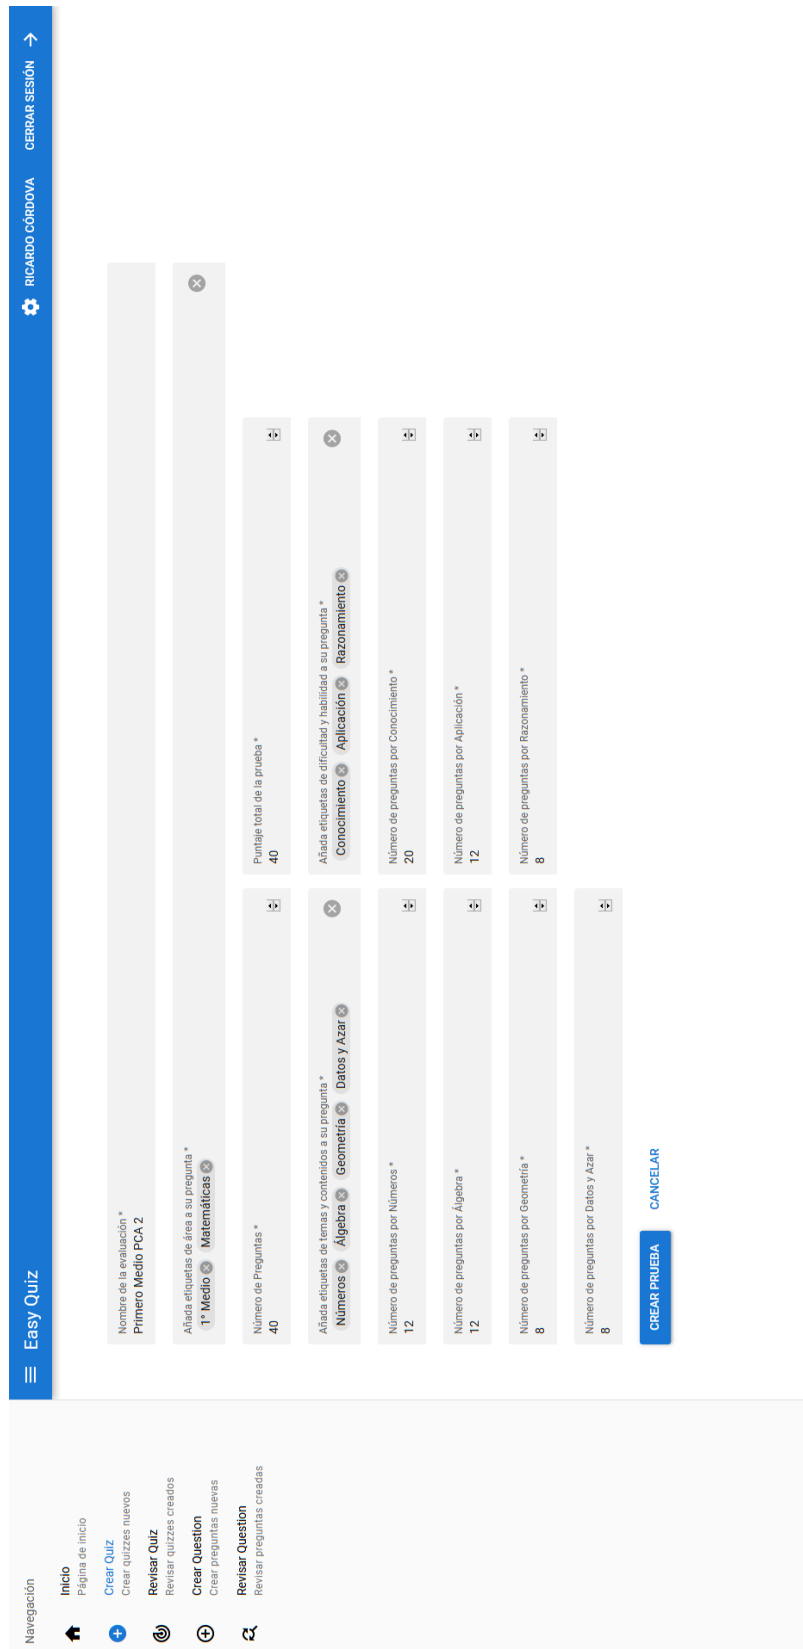 Easy Quiz
RICARDO CÓRDOVA
CERRAR SESIÓN
Navegación
Inicio
Página de inicio
Crear Quiz
Crear quizzes nuevos
Revisar Quiz
Revisar quizzes creados
Crear Question
Crear preguntas nuevas
Revisar Question
Revisar preguntas creadas
Nombre de la evaluación *
Primero Medio PCA 2
Añada etiquetas de área a su pregunta *
1° Medio Matemáticas
Número de Preguntas *
40
Puntaje total de la prueba *
40
Añada etiquetas de temas y contenidos a su pregunta *
Números Álgebra Geometría Datos y Azar
Añada etiquetas de dificultad y habilidad a su pregunta *
Conocimiento Aplicación Razonamiento
Número de preguntas por Números *
12
Número de preguntas por Conocimiento *
20
Número de preguntas por Álgebra *
12
Número de preguntas por Aplicación *
12
Número de preguntas por Geometría *
8
Número de preguntas por Razonamiento *
8
Número de preguntas por Datos y Azar *
8
CREAR PRUEBA
CANCELAR